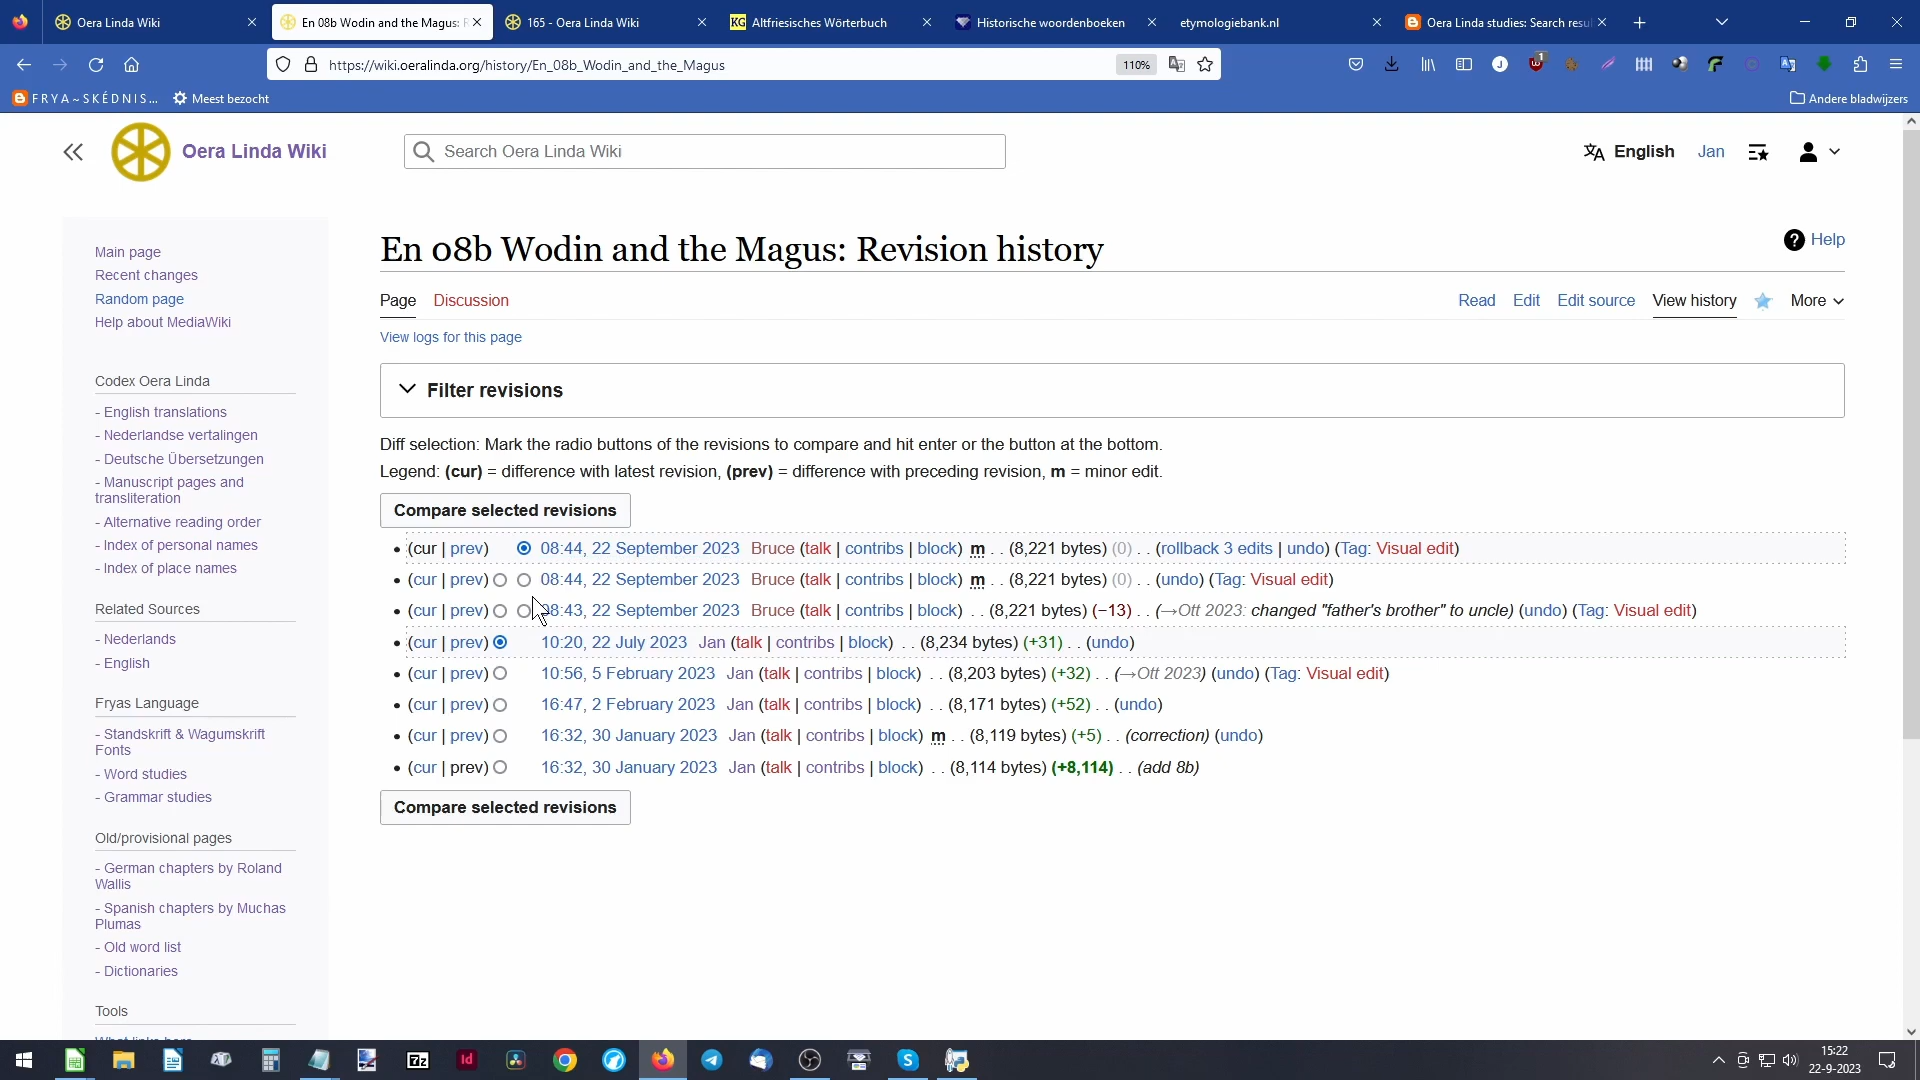 Oera Linda Wiki
En 08b Wodin and the Magus: R
165 - Oera Linda Wiki
KG Altfriesisches Wörterbuch
Historische woordenboeken
etymologiebank.nl
Oera Linda studies: Search resu
https://wiki.oeralinda.org/history/En_08b_Wodin_and_the_Magus
110%
F R Y A ~ S K É D N I S ...
Meest bezocht
Andere bladwijzers
Oera Linda Wiki
Search Oera Linda Wiki
English
Jan
En 08b Wodin and the Magus: Revision history
Help
Page Discussion
Read Edit Edit source View history More
View logs for this page
Filter revisions
Diff selection: Mark the radio buttons of the revisions to compare and hit enter or the button at the bottom.
Legend: (cur) = difference with latest revision, (prev) = difference with preceding revision, m = minor edit.
Compare selected revisions
(cur | prev) 08:44, 22 September 2023 Bruce (talk | contribs | block) m . . (8,221 bytes) (0) . . (rollback 3 edits | undo) (Tag: Visual edit)
(cur | prev) 08:44, 22 September 2023 Bruce (talk | contribs | block) m . . (8,221 bytes) (0) . . (undo) (Tag: Visual edit)
(cur | prev) 08:43, 22 September 2023 Bruce (talk | contribs | block) . . (8,221 bytes) (−13) . . (→Ott 2023: changed "father's brother" to uncle) (undo) (Tag: Visual edit)
(cur | prev) 10:20, 22 July 2023 Jan (talk | contribs | block) . . (8,234 bytes) (+31) . . (undo)
(cur | prev) 10:56, 5 February 2023 Jan (talk | contribs | block) . . (8,203 bytes) (+32) . . (→Ott 2023) (undo) (Tag: Visual edit)
(cur | prev) 16:47, 2 February 2023 Jan (talk | contribs | block) . . (8,171 bytes) (+52) . . (undo)
(cur | prev) 16:32, 30 January 2023 Jan (talk | contribs | block) m . . (8,119 bytes) (+5) . . (correction) (undo)
(cur | prev) 16:32, 30 January 2023 Jan (talk | contribs | block) . . (8,114 bytes) (+8,114) . . (add 8b)
Compare selected revisions
Main page
Recent changes
Random page
Help about MediaWiki
Codex Oera Linda
- English translations
- Nederlandse vertalingen
- Deutsche Übersetzungen
- Manuscript pages and
transliteration
- Alternative reading order
- Index of personal names
- Index of place names
Related Sources
- Nederlands
- English
Fryas Language
- Standskrift & Wagumskrift
Fonts
- Word studies
- Grammar studies
Old/provisional pages
- German chapters by Roland
Wallis
- Spanish chapters by Muchas
Plumas
- Old word list
- Dictionaries
Tools
What links here
7z
Id
15:22
22-9-2023